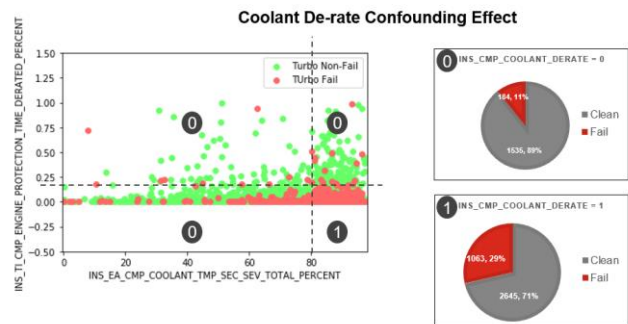 Coolant De-rate Confounding Effect
INS_TI_CMP_ENGINE_PROTECTION_TIME_DERATED_PERCENT
1.50
1.25
1.00
0.75
0.50
0.25
0.00
−0.25
−0.50
Turbo Non-Fail
TUrbo Fail
0
0
0
1
0
20
40
60
80
INS_EA_CMP_COOLANT_TMP_SEC_SEV_TOTAL_PERCENT
0
INS_CMP_COOLANT_DERATE = 0
184, 11%
1535, 89%
Clean
Fail
1
INS_CMP_COOLANT_DERATE = 1
1063, 29%
2645, 71%
Clean
Fail